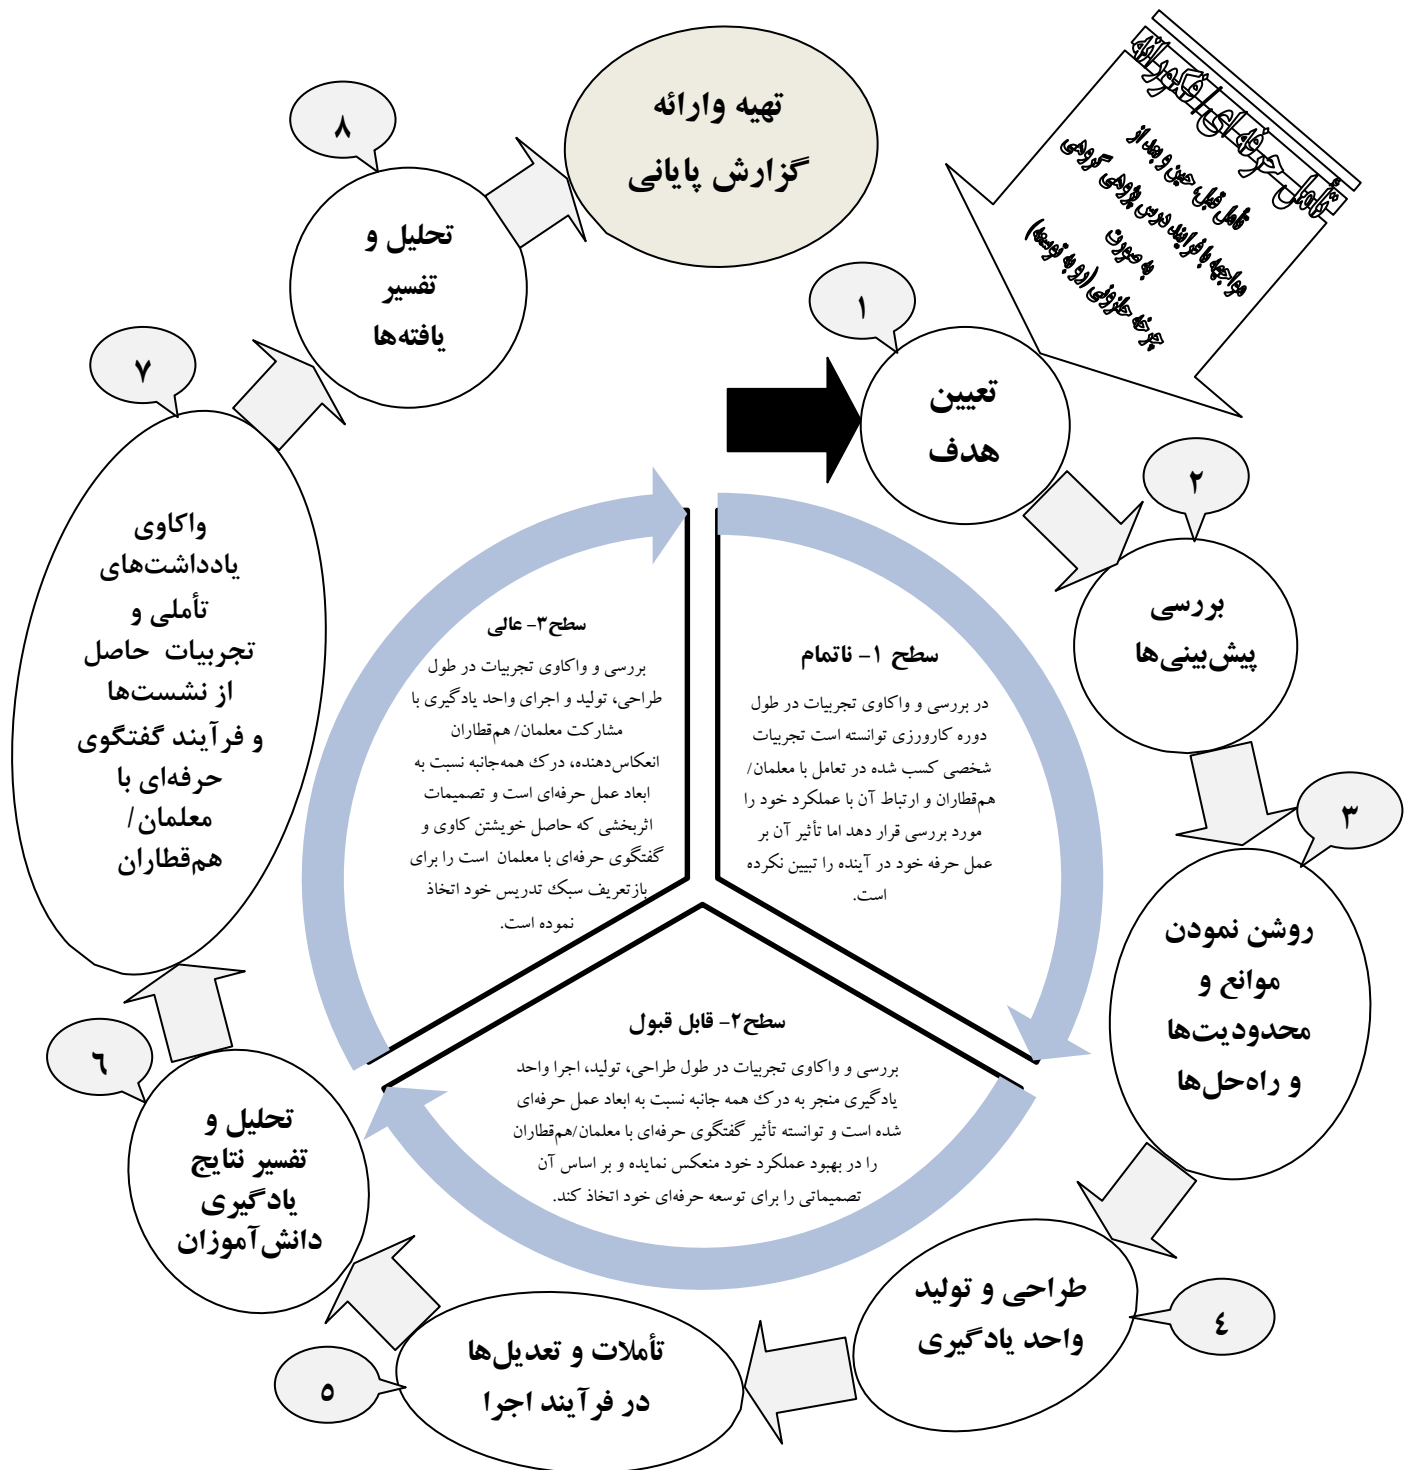 تأمل حرفه‌ای فکورانه
تأمل قبل، حین و بعد از
مواجهه با فرایند درس پژوهی گروهی
به صورت
چرخه حلزونی (رو به توسعه)
۱
تعیین
هدف
۲
بررسی
پیش‌بینی‌ها
۳
روشن نمودن
موانع و
محدودیت‌ها
و راه‌حل‌ها
٤
طراحی و تولید
واحد یادگیری
٥
تأملات و تعدیل‌ها
در فرآیند اجرا
٦
تحلیل و
تفسیر نتایج
یادگیری
دانش‌آموزان
۷
واکاوی
یادداشت‌های
تأملی و
تجربیات حاصل
از نشست‌ها
و فرآیند گفتگوی
حرفه‌ای با
معلمان/
هم‌قطاران
۸
تحلیل و
تفسیر
یافته‌ها
تهیه وارائه
گزارش پایانی
سطح ۱- ناتمام
در بررسی و واکاوی تجربیات در طول
دوره کارورزی توانسته است تجربیات
شخصی کسب شده در تعامل با معلمان/
هم‌قطاران و ارتباط آن با عملکرد خود را
مورد بررسی قرار دهد اما تأثیر آن بر
عمل حرفه خود در آینده را تبیین نکرده
است.
سطح۲- قابل قبول
بررسی و واکاوی تجربیات در طول طراحی، تولید، اجرا واحد
یادگیری منجر به درک همه جانبه نسبت به ابعاد عمل حرفه‌ای
شده است و توانسته تأثیر گفتگوی حرفه‌ای با معلمان/هم‌قطاران
را در بهبود عملکرد خود منعکس نمایده و بر اساس آن
تصمیماتی را برای توسعه حرفه‌ای خود اتخاذ کند.
سطح۳- عالی
بررسی و واکاوی تجربیات در طول
طراحی، تولید و اجرای واحد یادگیری با
مشارکت معلمان/ هم‌قطاران
انعکاس‌دهنده، درک همه‌جانبه نسبت به
ابعاد عمل حرفه‌ای است و تصمیمات
اثربخشی که حاصل خویشتن کاوی و
گفتگوی حرفه‌ای با معلمان است را برای
بازتعریف سبک تدریس خود اتخاذ
نموده است.